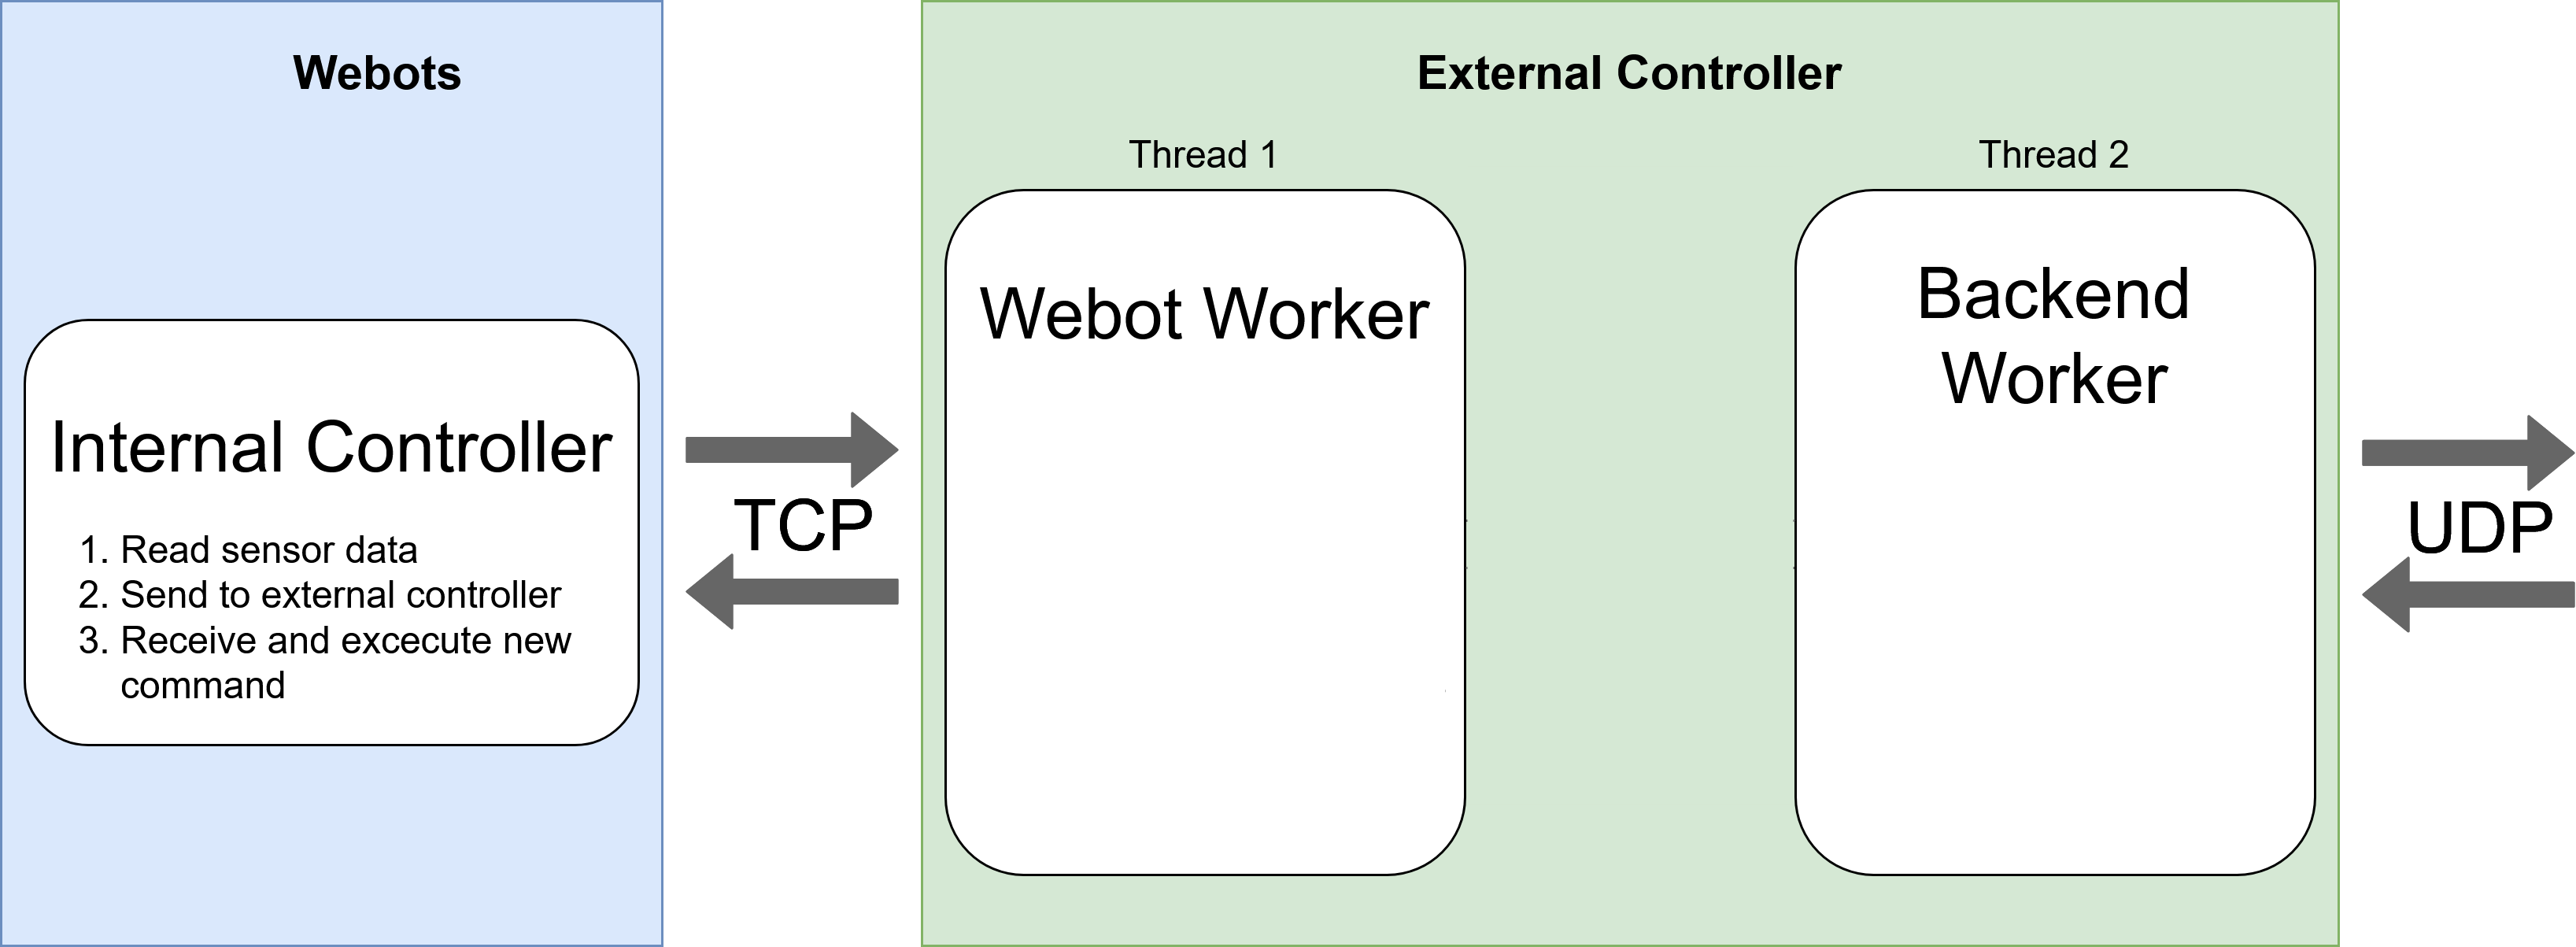 Webots
External Controller
Thread 1
Thread 2
Webot Worker
Backend
Worker
Internal Controller
1. Read sensor data
2. Send to external controller
3. Receive and excecute new
command
TCP
UDP